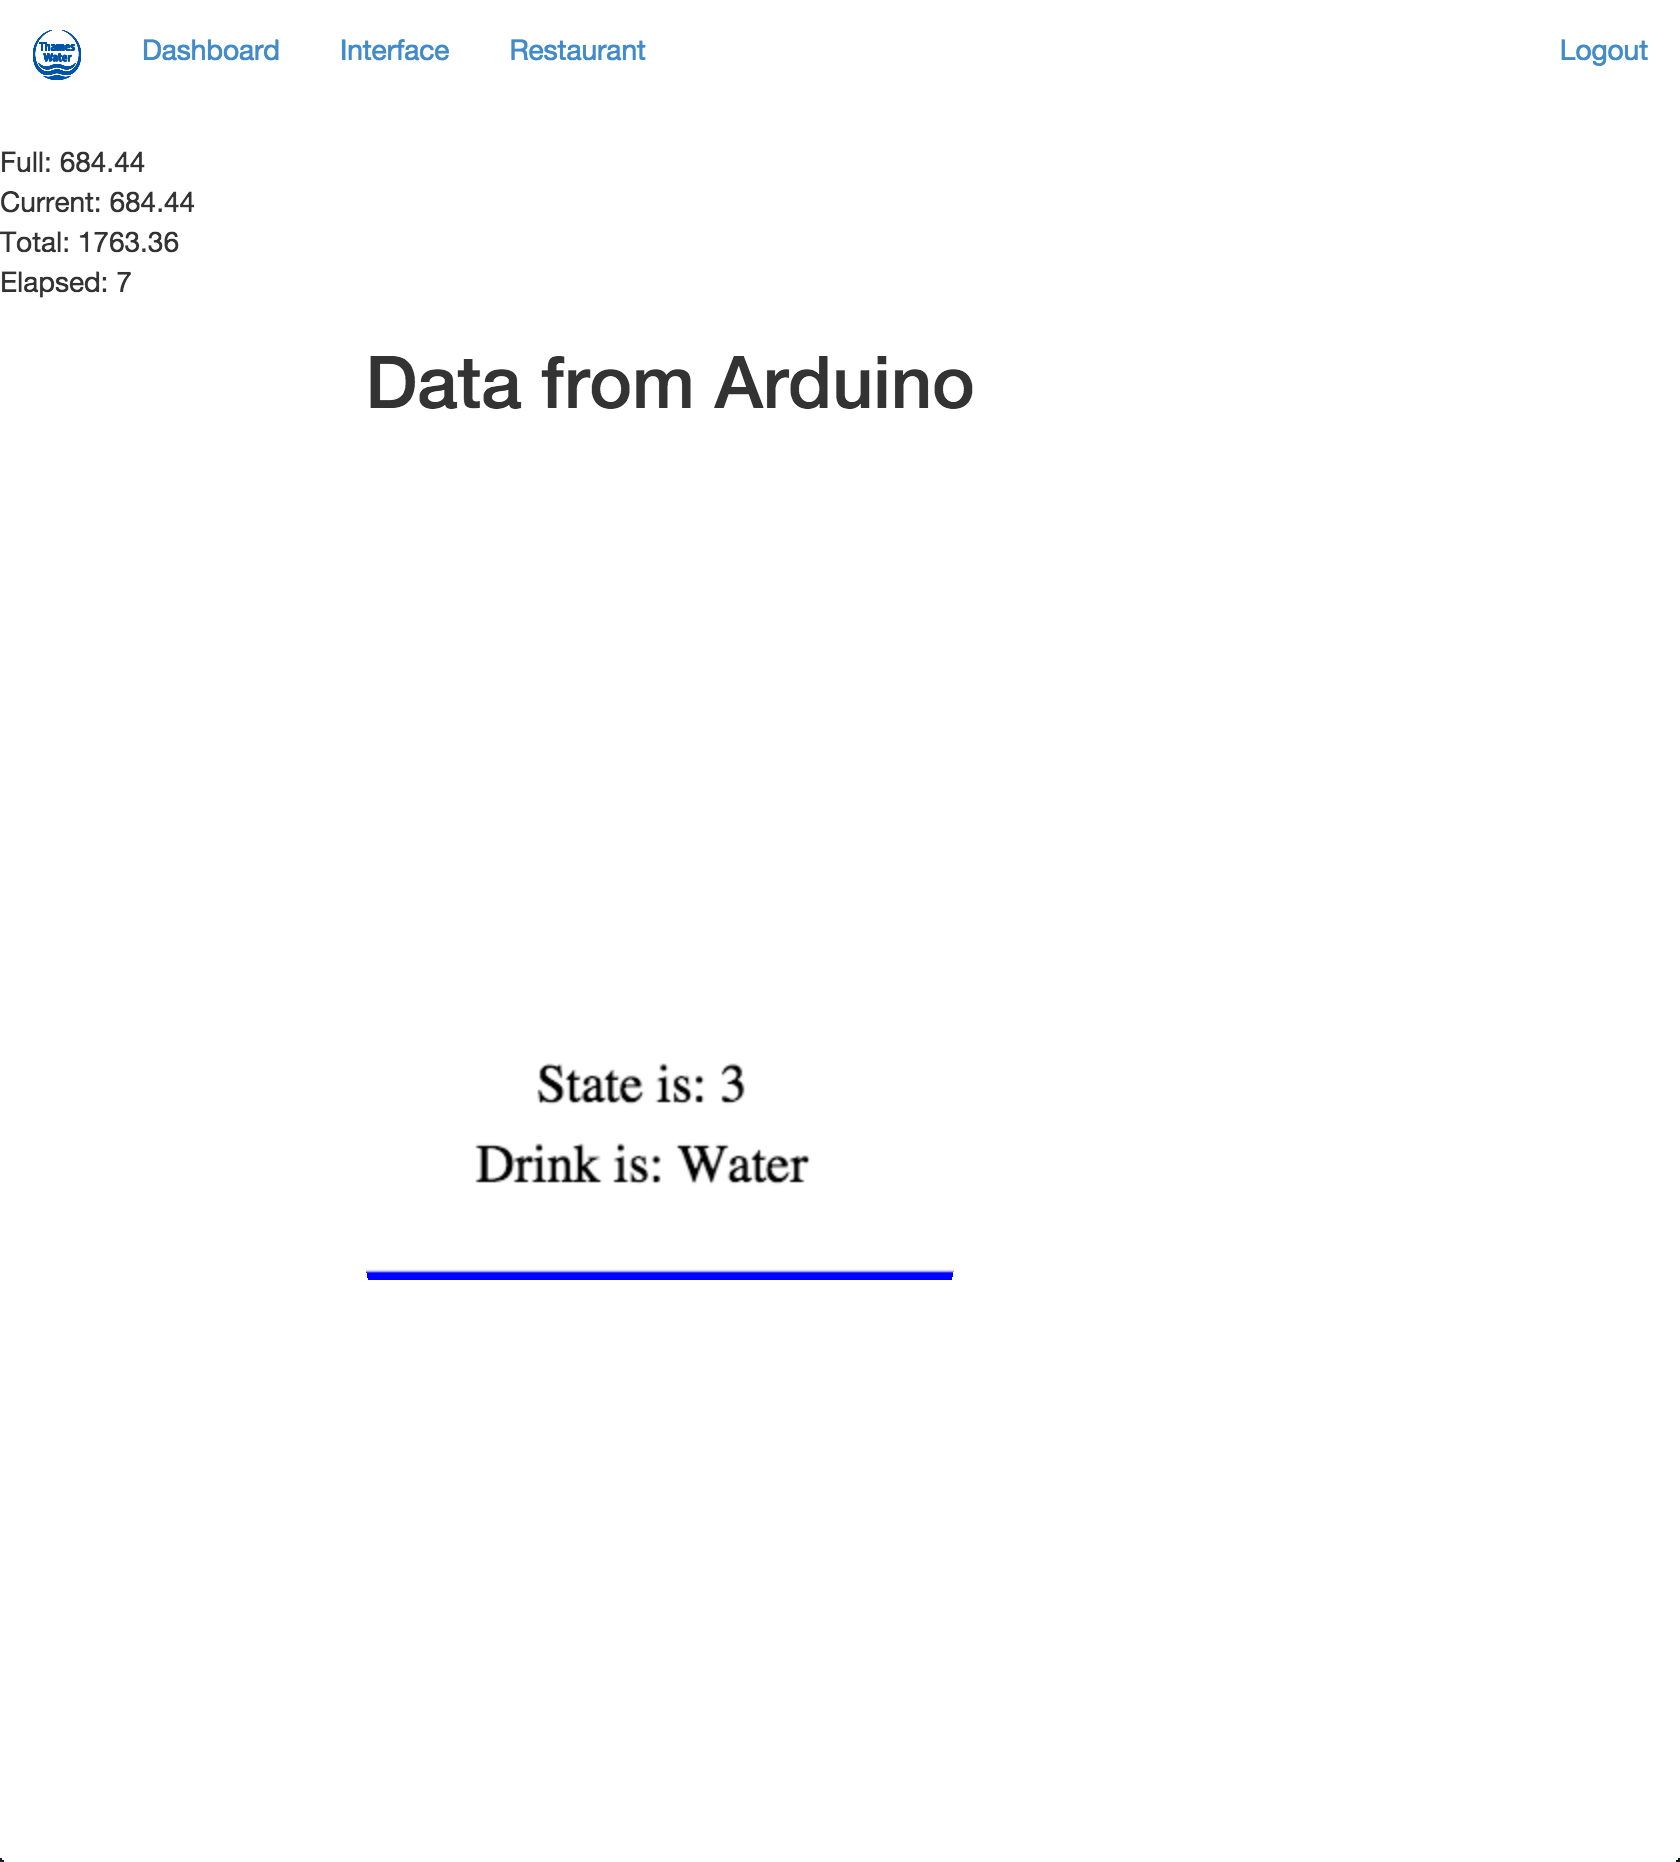 Thames
Water
Dashboard Interface Restaurant Logout
Full: 684.44
Current: 684.44
Total: 1763.36
Elapsed: 7
Data from Arduino
State is: 3
Drink is: Water